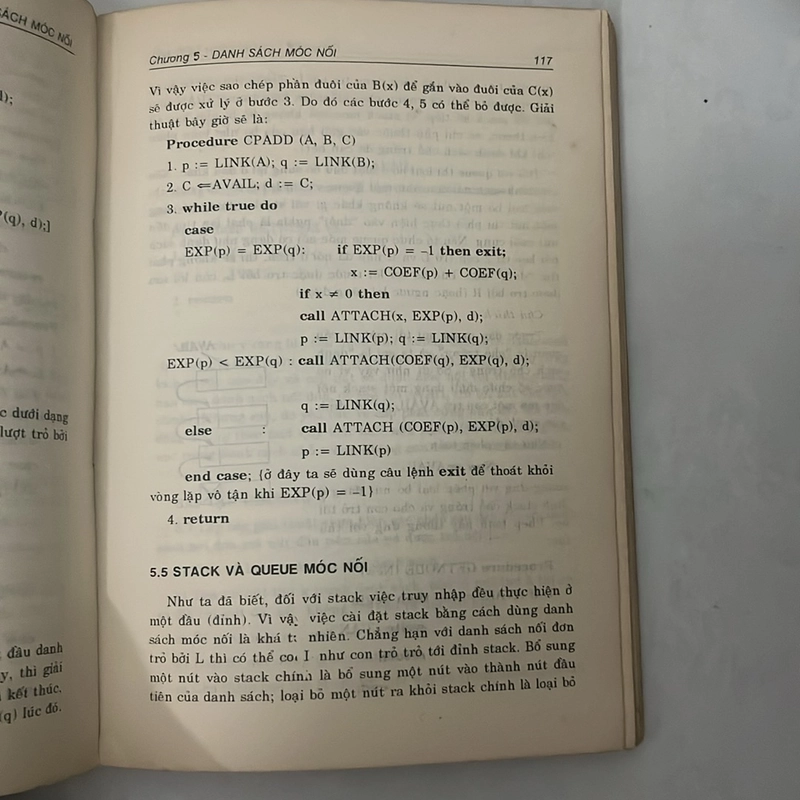 SÁCH MÓC NỐI
(q), d);]
c dưới dạng
lượt trỏ bởi
đầu danh
y, thì giải
kết thúc.
(q) lúc đó.
Chương 5 - DANH SÁCH MÓC NỐI 117
Vì vậy việc sao chép phần đuôi của B(x) để gắn vào đuôi của C(x)
sẽ được xử lý ở bước 3. Do đó các bước 4, 5 có thể bỏ được. Giải
thuật bây giờ sẽ là:
Procedure CPADD (A, B, C)
1. p := LINK(A); q := LINK(B);
2. C ⇐AVAIL; d := C;
3. while true do
case
EXP(p) = EXP(q): if EXP(p) = –1 then exit;
x := COEF(p) + COEF(q);
if x ≠ 0 then
call ATTACH(x, EXP(p), d);
p := LINK(p); q := LINK(q);
EXP(p) < EXP(q) : call ATTACH(COEF(q), EXP(q), d);
q := LINK(q);
else : call ATTACH (COEF(p), EXP(p), d);
p := LINK(p)
end case; {ở đây ta sẽ dùng câu lệnh exit để thoát khỏi
vòng lặp vô tận khi EXP(p) = –1}
4. return
5.5 STACK VÀ QUEUE MÓC NỐI
Như ta đã biết, đối với stack việc truy nhập đều thực hiện ở
một đầu (đỉnh). Vì vậy việc cài đặt stack bằng cách dùng danh
sách móc nối là khá nhiên. Chẳng hạn với danh sách nối đơn
trỏ bởi L thì có thể như con trỏ trỏ tới đỉnh stack. Bổ sung
một nút vào stack chính là bổ sung một nút vào thành nút đầu
tiên của danh sách; loại bỏ một nút ra khỏi stack chính là loại bỏ